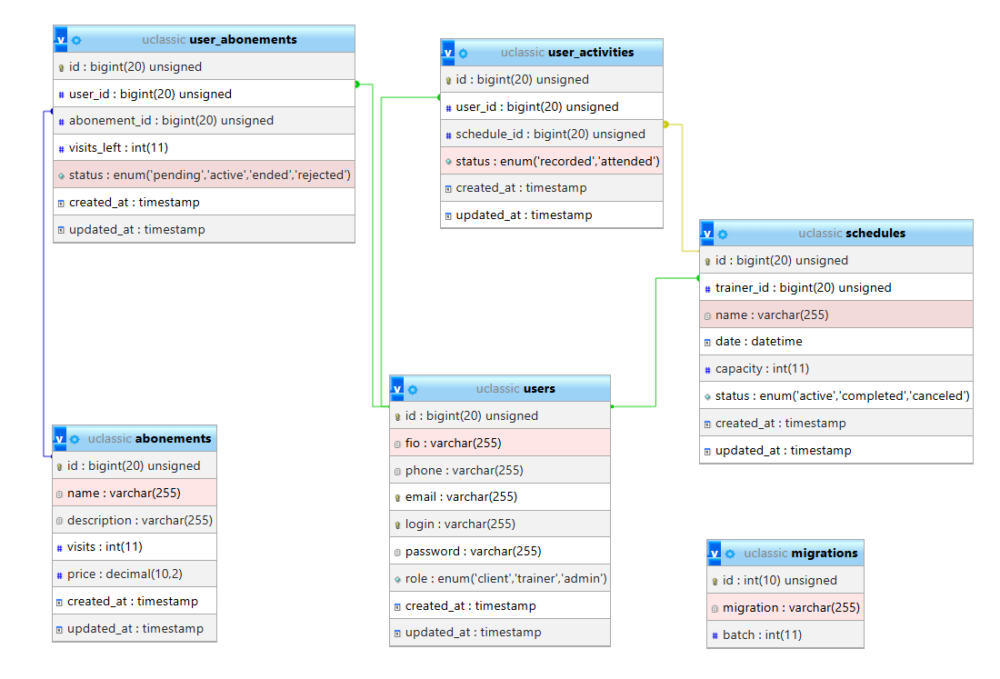 uclassic user_abonements
id : bigint(20) unsigned
user_id : bigint(20) unsigned
abonement_id : bigint(20) unsigned
visits_left : int(11)
status : enum('pending','active','ended','rejected')
created_at : timestamp
updated_at : timestamp
uclassic user_activities
id : bigint(20) unsigned
user_id : bigint(20) unsigned
schedule_id : bigint(20) unsigned
status : enum('recorded','attended')
created_at : timestamp
updated_at : timestamp
uclassic schedules
id : bigint(20) unsigned
trainer_id : bigint(20) unsigned
name : varchar(255)
date : datetime
capacity : int(11)
status : enum('active','completed','canceled')
created_at : timestamp
updated_at : timestamp
uclassic users
id : bigint(20) unsigned
fio : varchar(255)
phone : varchar(255)
email : varchar(255)
login : varchar(255)
password : varchar(255)
role : enum('client','trainer','admin')
created_at : timestamp
updated_at : timestamp
uclassic abonements
id : bigint(20) unsigned
name : varchar(255)
description : varchar(255)
visits : int(11)
price : decimal(10,2)
created_at : timestamp
updated_at : timestamp
uclassic migrations
id : int(10) unsigned
migration : varchar(255)
batch : int(11)